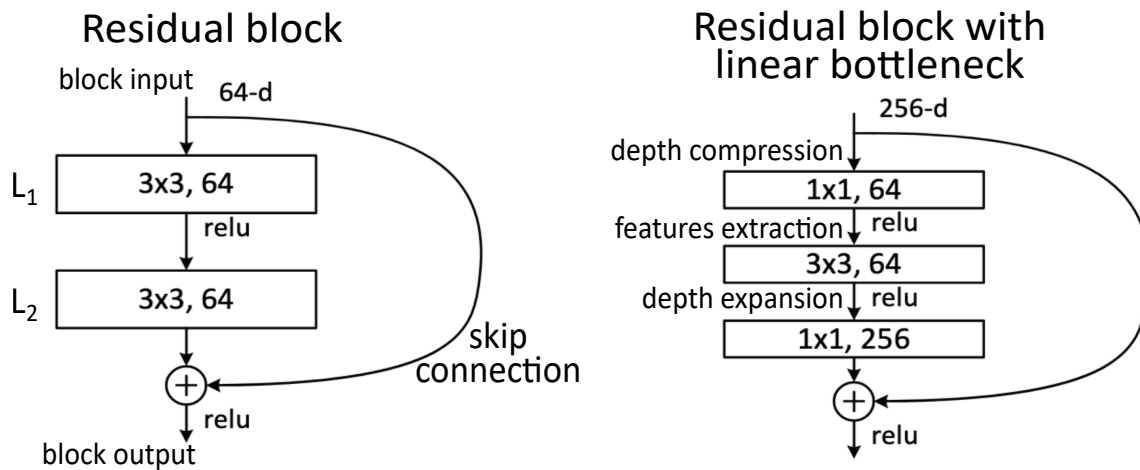 Residual block
block input
64-d
L1
3x3, 64
relu
L2
3x3, 64
skip
connection
+
relu
block output
Residual block with
linear bottleneck
256-d
depth compression
1x1, 64
relu
features extraction
3x3, 64
depth expansion
relu
1x1, 256
+
relu